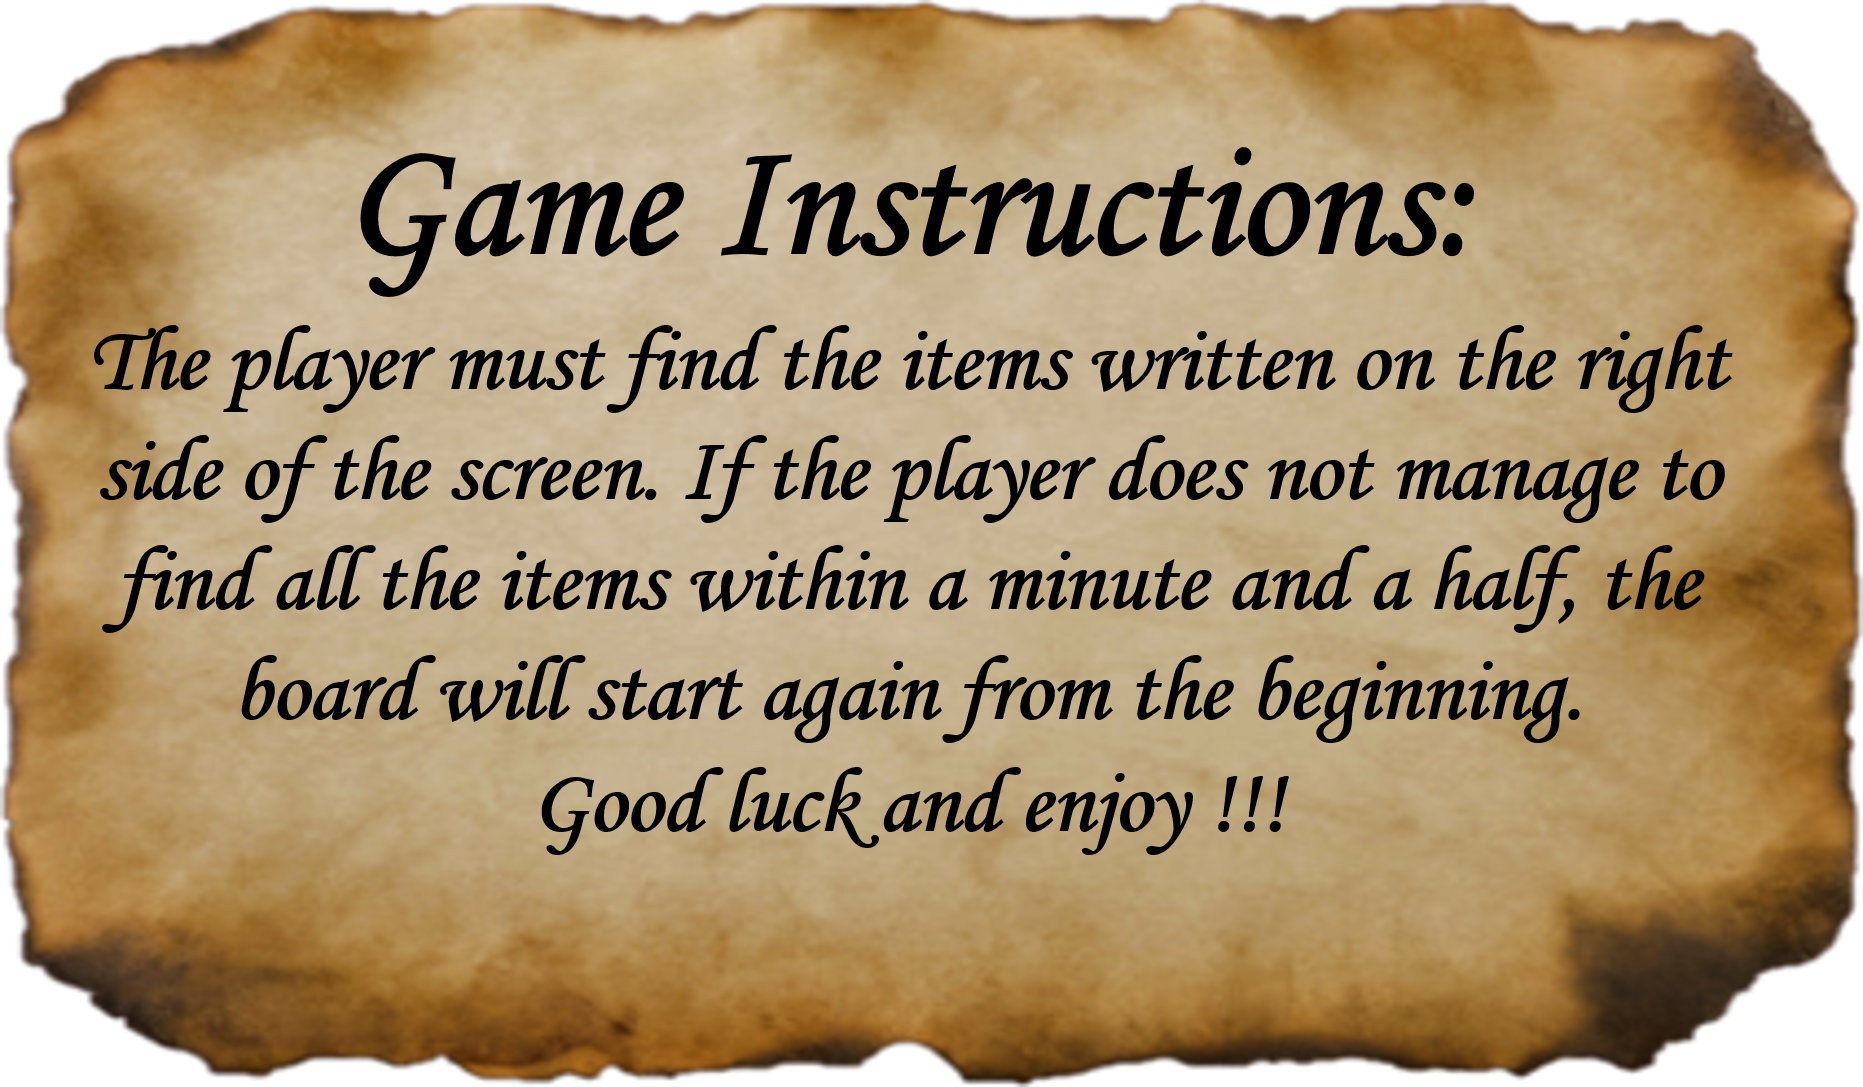 Game Instructions:
The player must find the items written on the right
side of the screen. If the player does not manage to
find all the items within a minute and a half, the
board will start again from the beginning.
Good luck and enjoy !!!